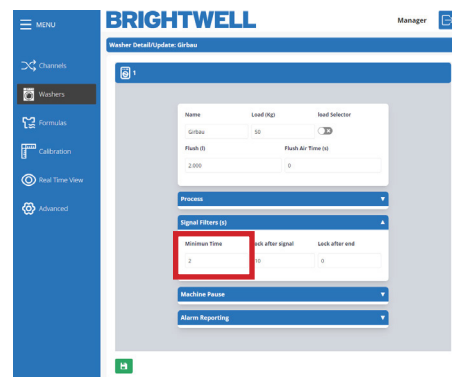 MENU
BRIGHTWELL
Manager
Washer Detail/Update: Girbau
Channels
Washers
Formulas
Calibration
Real Time View
Advanced
1
Name Load (Kg) load Selector
Girbau 50
Flush (l) Flush Air Time (s)
2.000 0
Process
Signal Filters (s)
Minimun Time Lock after signal Lock after end
2 10 0
Machine Pause
Alarm Reporting